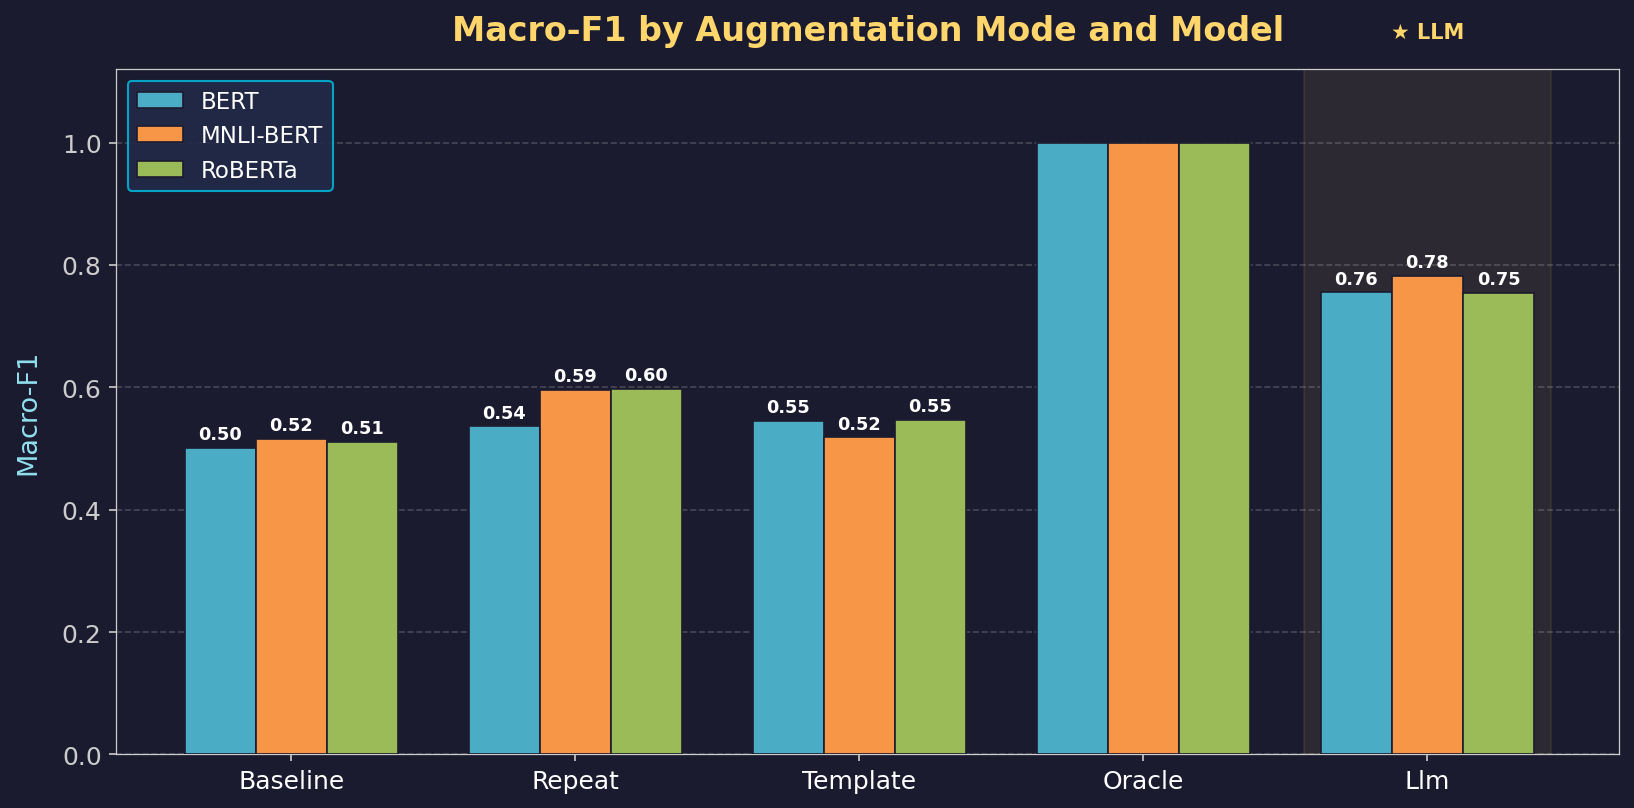 Macro-F1 by Augmentation Mode and Model
★ LLM
BERT
MNLI-BERT
RoBERTa
Macro-F1
1.0
0.8
0.6
0.4
0.2
0.0
0.50 0.52 0.51
0.54 0.59 0.60
0.55 0.52 0.55
0.76 0.78 0.75
Baseline Repeat Template Oracle Llm